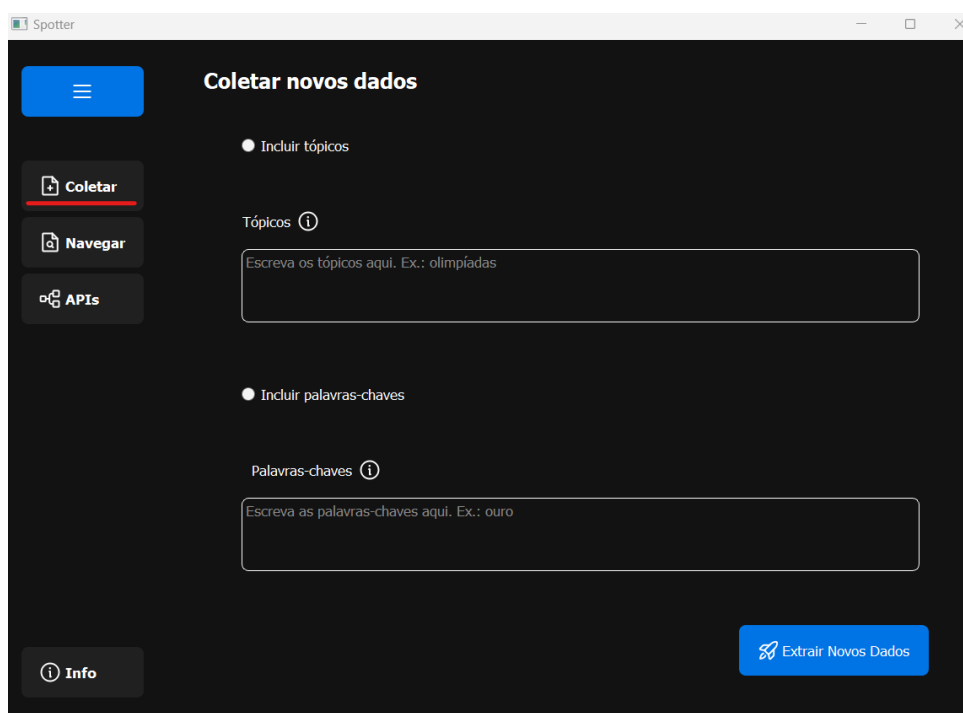 Spotter
Coletar novos dados
Incluir tópicos
Coletar
Tópicos
Navegar
Escreva os tópicos aqui. Ex.: olimpíadas
APIs
Incluir palavras-chaves
Palavras-chaves
Escreva as palavras-chaves aqui. Ex.: ouro
Extrair Novos Dados
Info